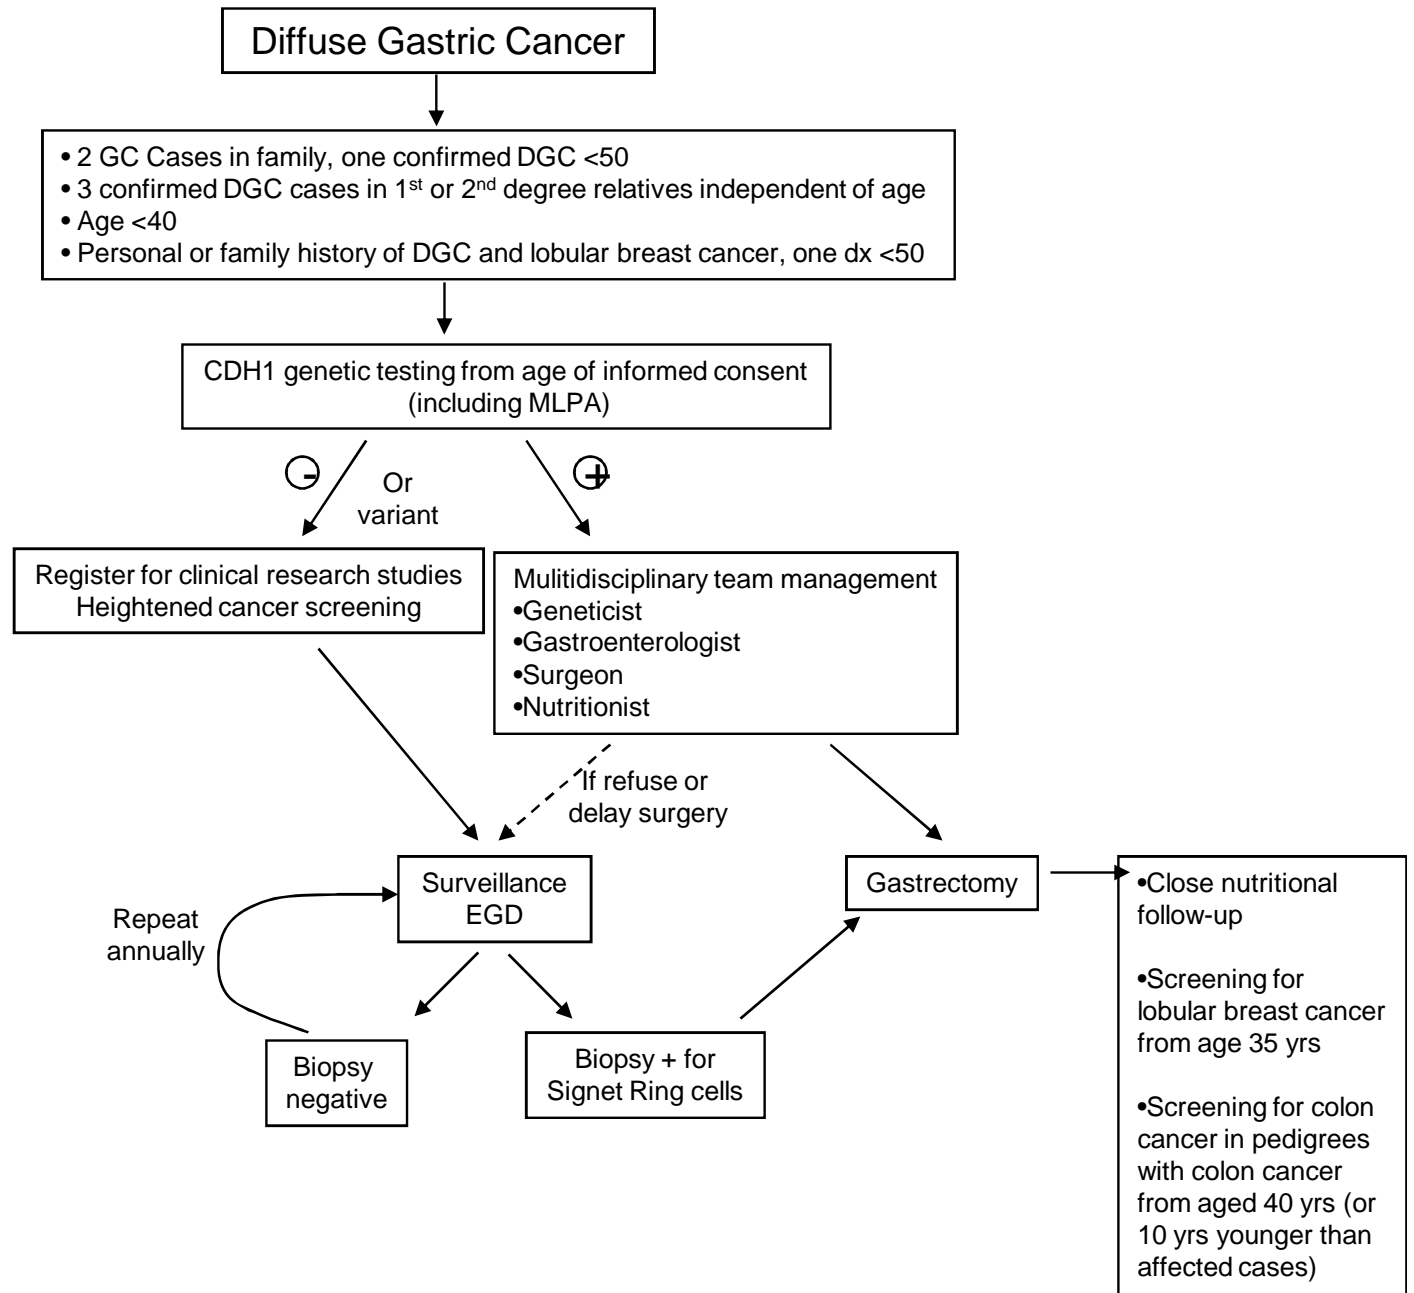 Diffuse Gastric Cancer
• 2 GC Cases in family, one confirmed DGC <50
• 3 confirmed DGC cases in 1st or 2nd degree relatives independent of age
• Age <40
• Personal or family history of DGC and lobular breast cancer, one dx <50
CDH1 genetic testing from age of informed consent
(including MLPA)
-
Or
variant
+
Register for clinical research studies
Heightened cancer screening
Mulitidisciplinary team management
•Geneticist
•Gastroenterologist
•Surgeon
•Nutritionist
If refuse or
delay surgery
Surveillance
EGD
Gastrectomy
Repeat
annually
Biopsy
negative
Biopsy + for
Signet Ring cells
•Close nutritional
follow-up
•Screening for
lobular breast cancer
from age 35 yrs
•Screening for colon
cancer in pedigrees
with colon cancer
from aged 40 yrs (or
10 yrs younger than
affected cases)